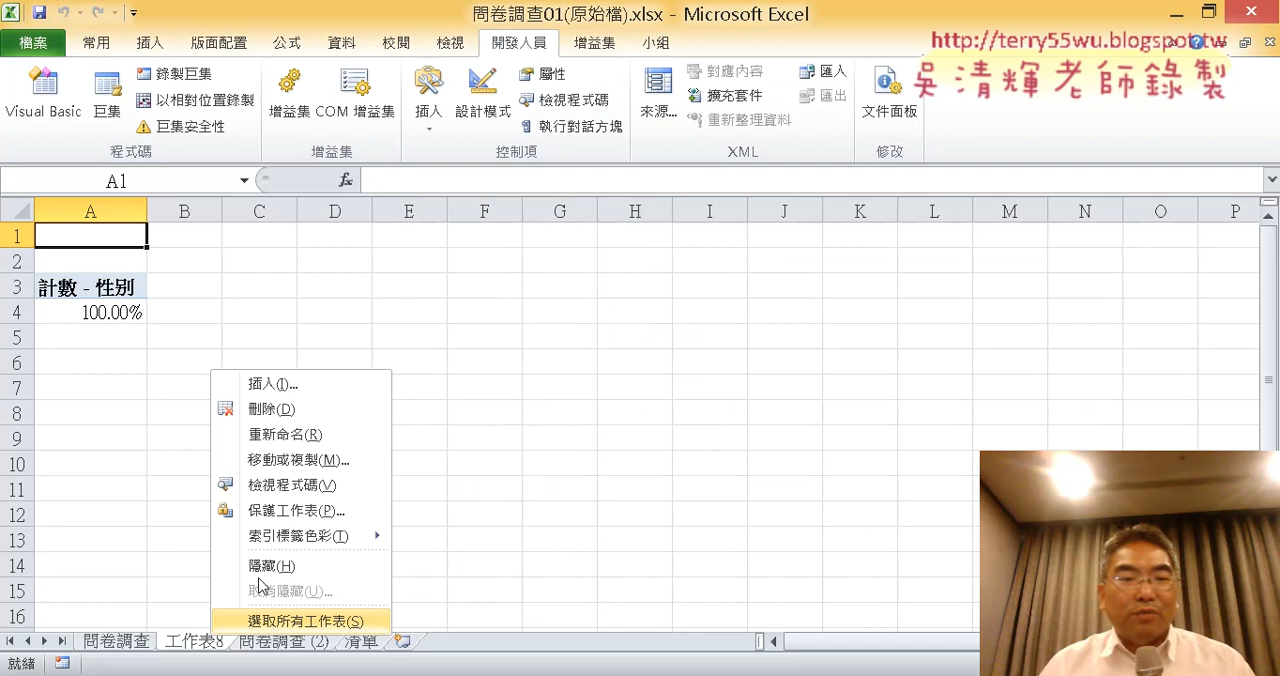 問卷調查01(原始檔).xlsx - Microsoft Excel
檔案 常用 插入 版面配置 公式 資料 校閱 檢視 開發人員 增益集 小組
http://terry55wu.blogspot.tw
吳清輝老師錄製
Visual Basic 巨集 錄製巨集 以相對位置錄製 巨集安全性
程式碼
增益集 COM 增益集
增益集
插入 設計模式 屬性 檢視程式碼 執行對話方塊
控制項
來源... 對應內容 擴充套件 重新整理資料 匯入 匯出
XML
文件面板
修改
A1 fx
A B C D E F G H I J K L M N O P
1
2
3 計數 - 性別
4 100.00%
5
6
7
8
9
10
11
12
13
14
15
16
插入(I)...
刪除(D)
重新命名(R)
移動或複製(M)...
檢視程式碼(V)
保護工作表(P)...
索引標籤色彩(T)
隱藏(H)
取消隱藏(U)...
選取所有工作表(S)
問卷調查 工作表8 問卷調查 (2) 清單
就緒